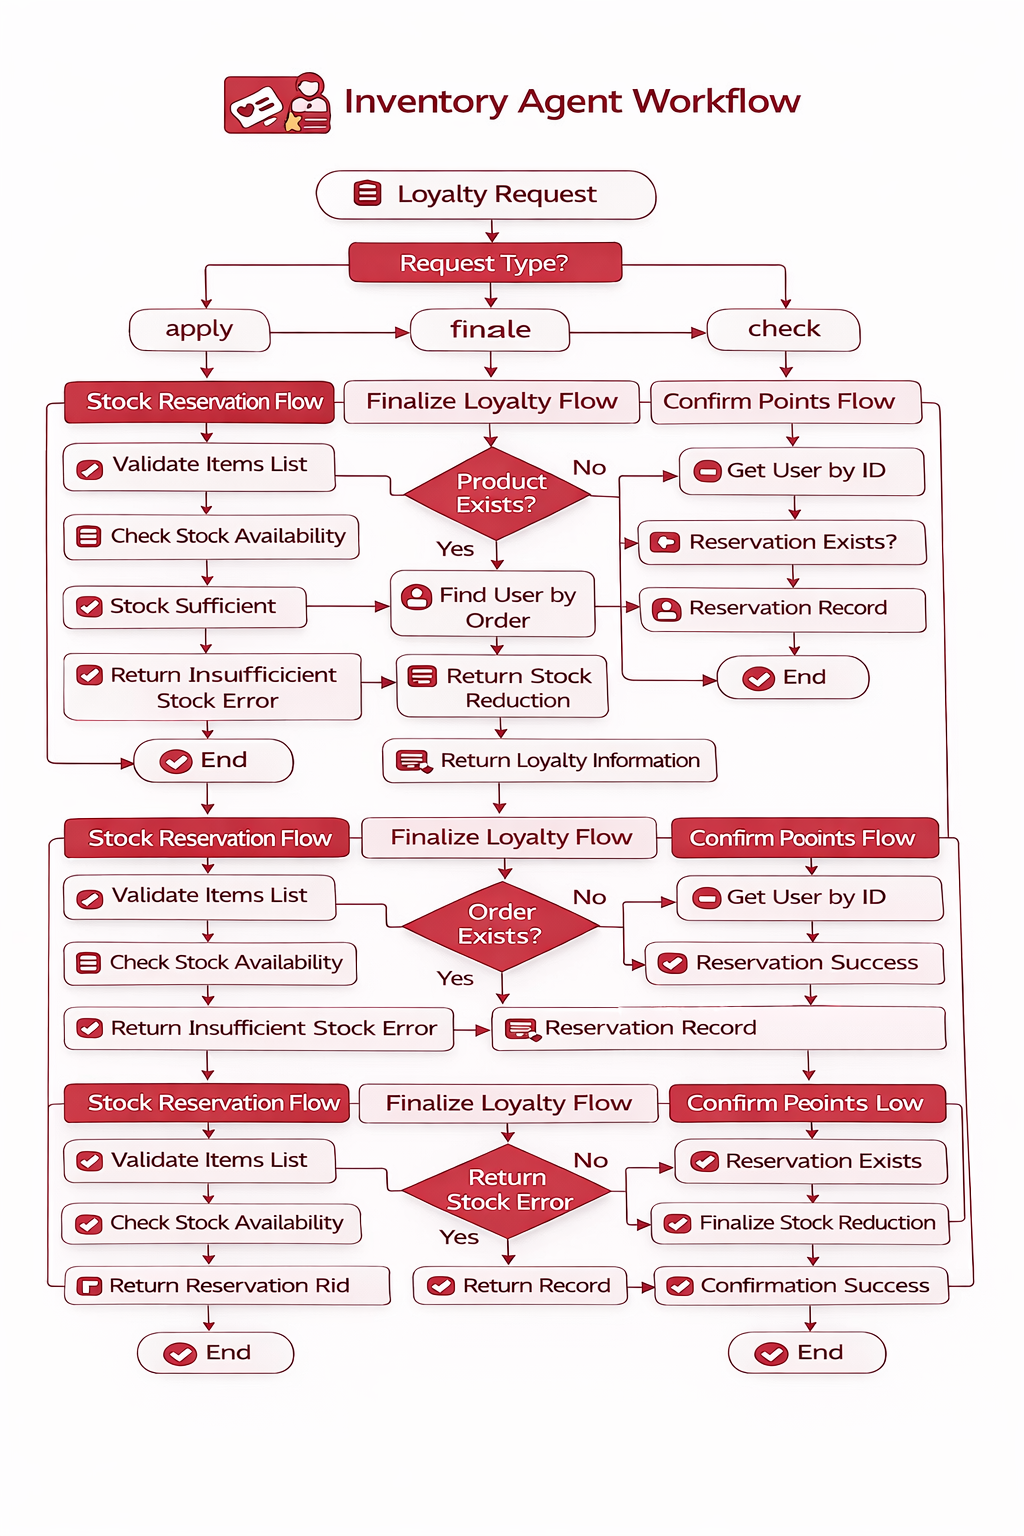 Inventory Agent Workflow
Loyalty Request
Request Type?
apply
finale
check
Stock Reservation Flow
Finalize Loyalty Flow
Confirm Points Flow
Validate Items List
Product
Exists?
No
Get User by ID
Check Stock Availability
Yes
Reservation Exists?
Stock Sufficient
Find User by
Order
Reservation Record
Return Insufificicient
Stock Error
Return Stock
Reduction
End
End
Return Loyalty Information
Stock Reservation Flow
Finalize Loyalty Flow
Confirm Pooints Flow
Validate Items List
Order
Exists?
No
Get User by ID
Check Stock Availability
Yes
Reservation Success
Return Insufficient Stock Error
Reservation Record
Stock Reservation Flow
Finalize Loyalty Flow
Confirm Peoints Low
Validate Items List
Return
Stock Error
No
Reservation Exists
Check Stock Availability
Yes
Finalize Stock Reduction
Return Reservation Rid
Return Record
Confirmation Success
End
End